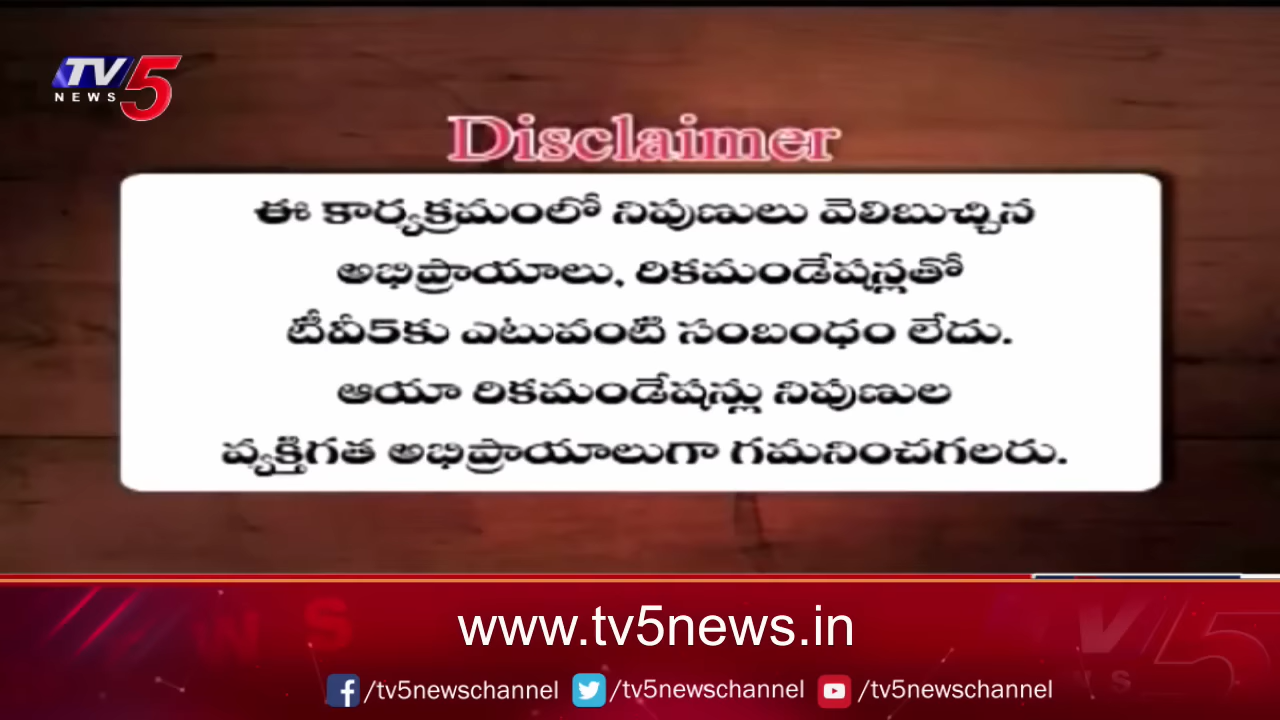 TV5
NEWS
Disclaimer
ఈ కార్యక్రమంలో నిపుణులు వెలిబుచ్చిన
అభిప్రాయాలు, రికమండేషన్లతో
టీవీ5కు ఎటువంటి సంబంధం లేదు.
ఆయా రికమండేషన్లు నిపుణుల
వ్యక్తిగత అభిప్రాయాలుగా గమనించగలరు.
www.tv5news.in
/tv5newschannel /tv5newschannel /tv5newschannel